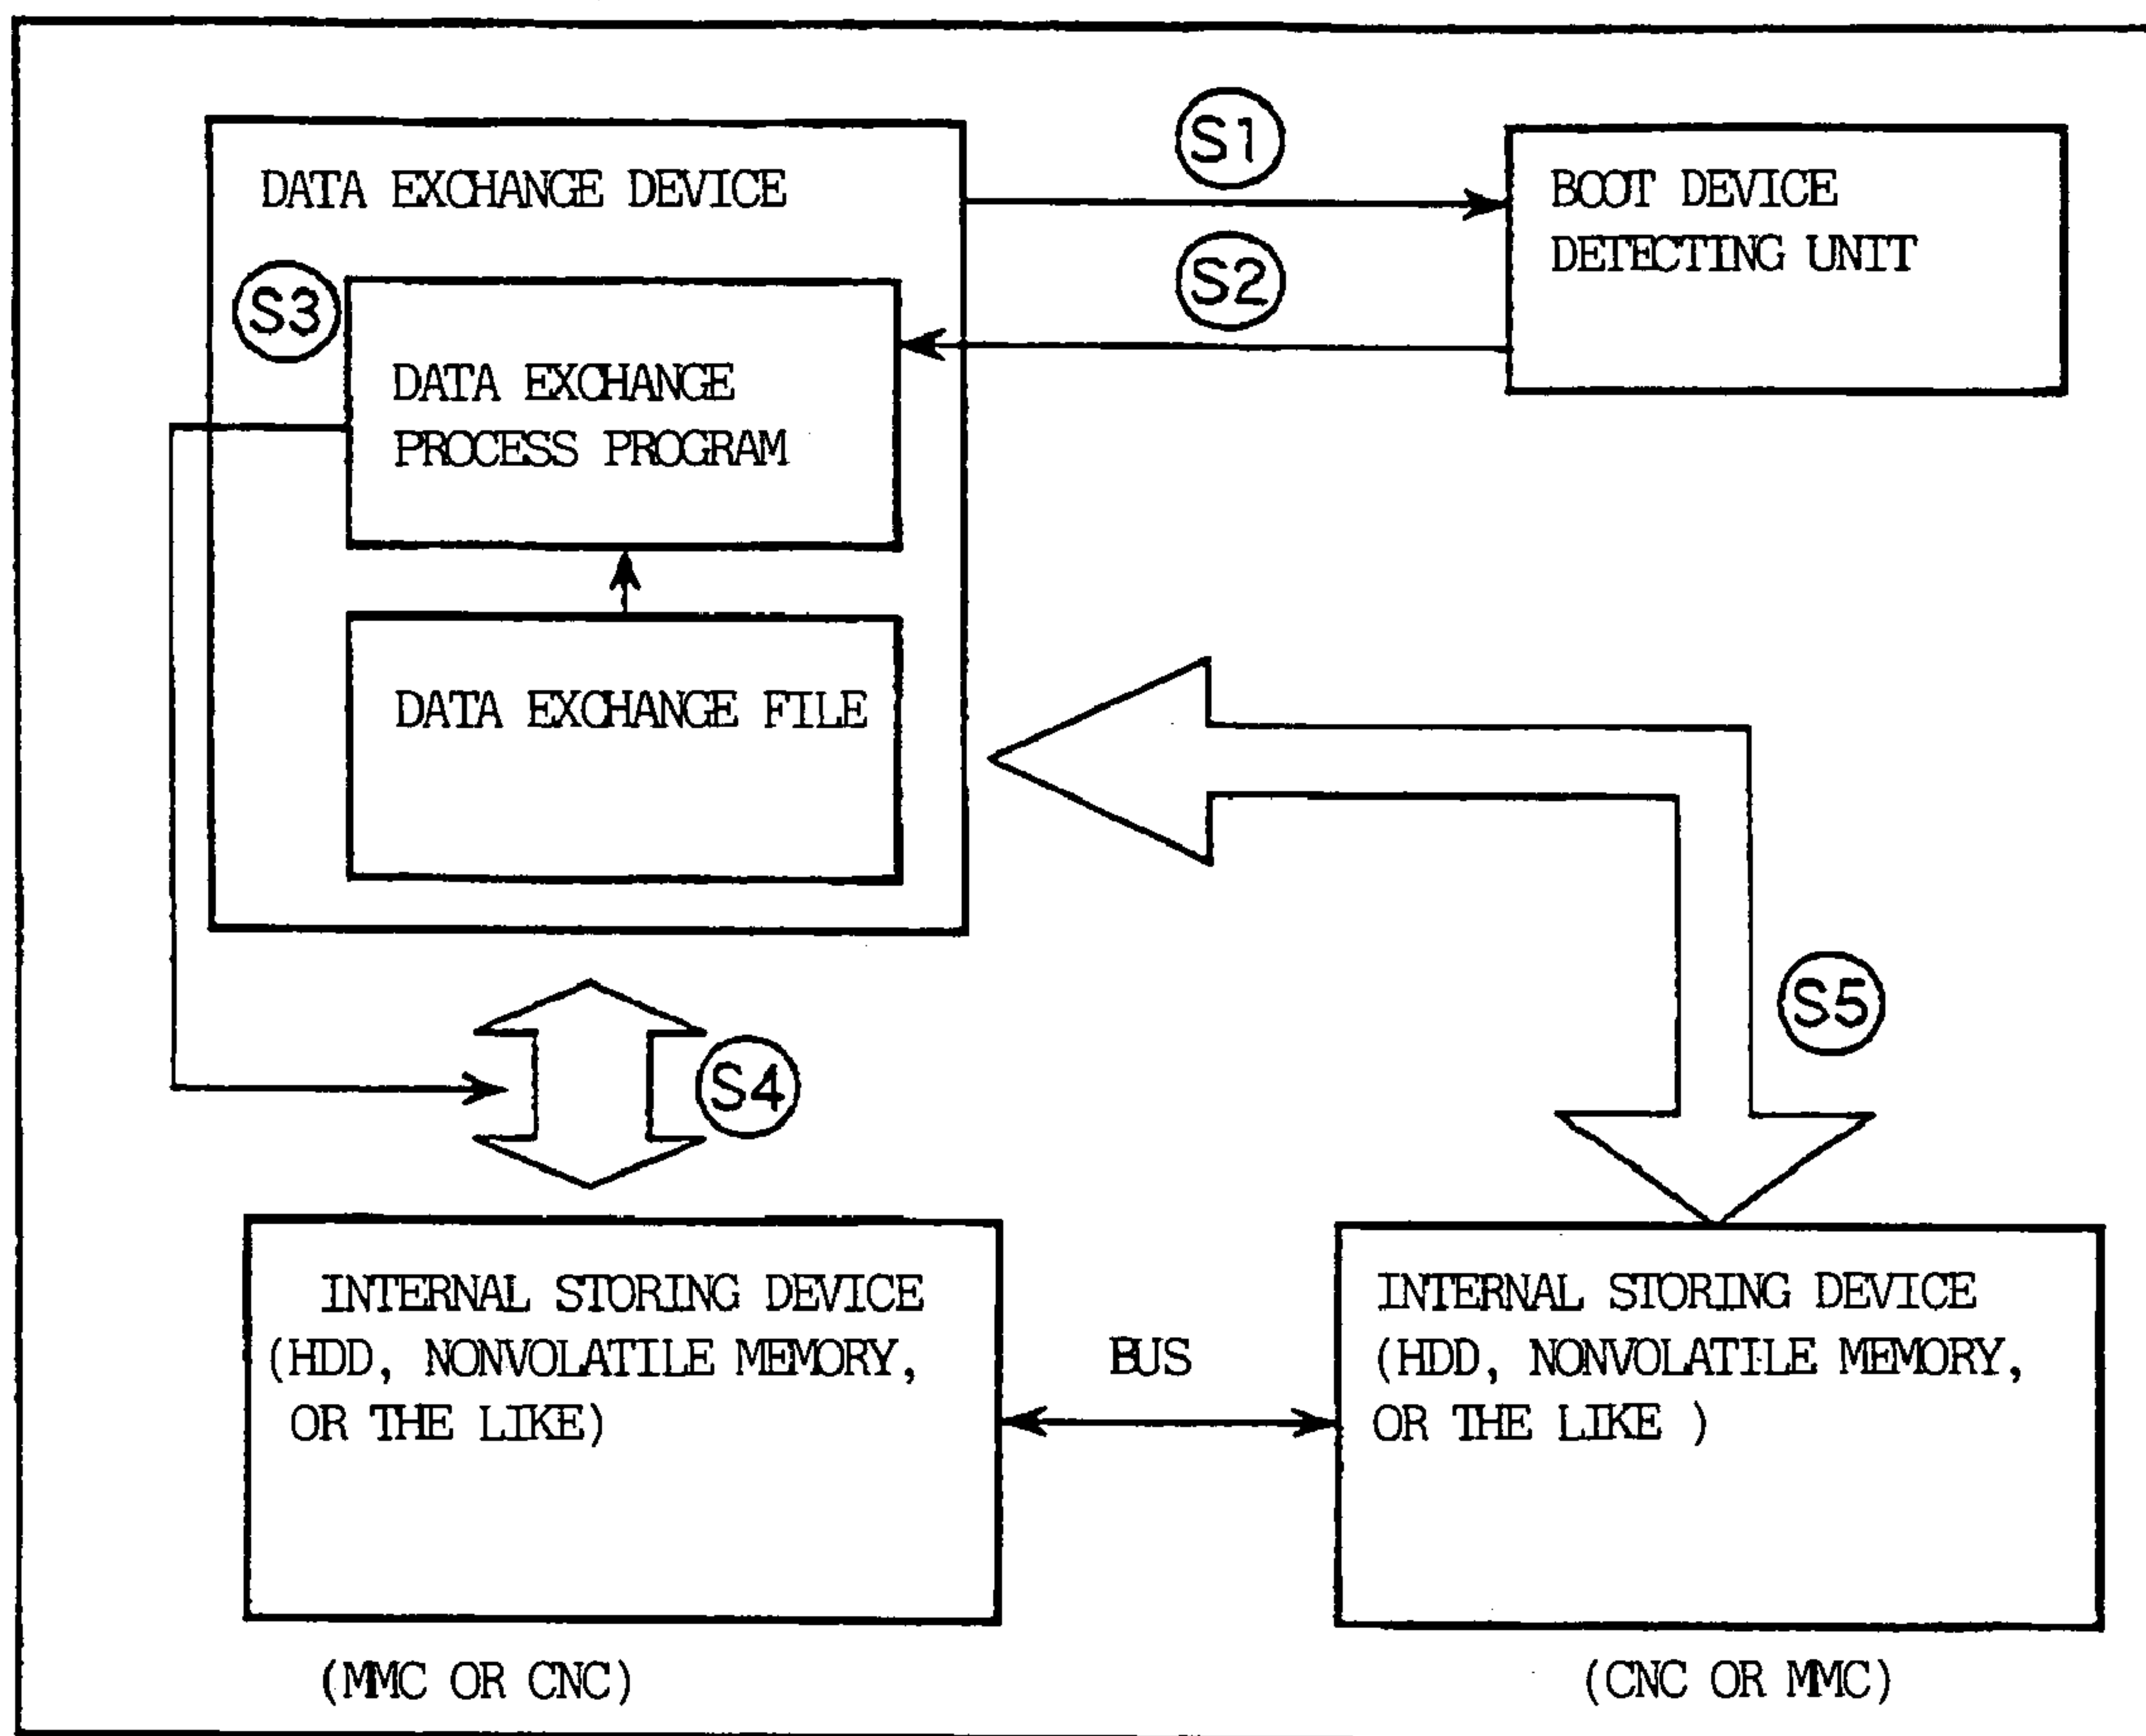 S1
DATA EXCHANGE DEVICE
BOOT DEVICE
DETECTING UNIT
S2
S3
DATA EXCHANGE
PROCESS PROGRAM
DATA EXCHANGE FILE
S5
S4
INTERNAL STORING DEVICE
(HDD, NONVOLATILE MEMORY,
OR THE LIKE)
BUS
INTERNAL STORING DEVICE
(HDD, NONVOLATILE MEMORY,
OR THE LIKE )
(MMC OR CNC)
(CNC OR MMC)